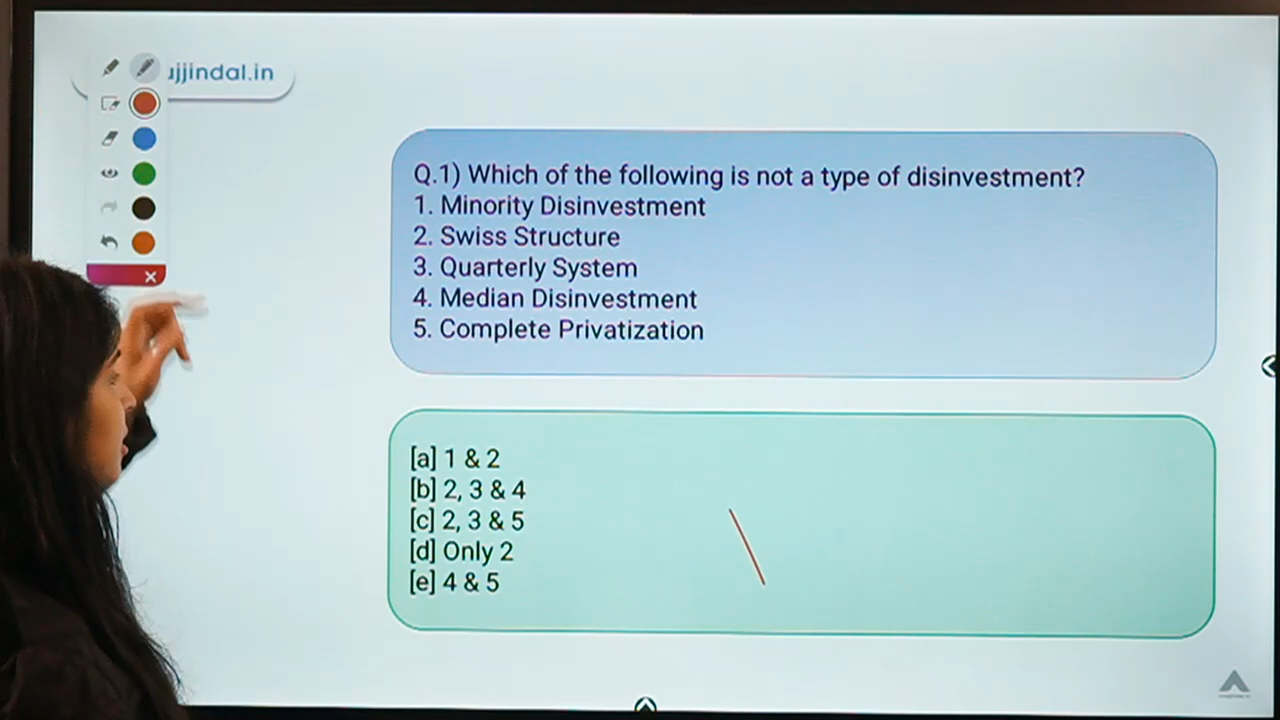 ujjindal.in
Q.1) Which of the following is not a type of disinvestment?
1. Minority Disinvestment
2. Swiss Structure
3. Quarterly System
4. Median Disinvestment
5. Complete Privatization
[a] 1 & 2
[b] 2, 3 & 4
[c] 2, 3 & 5
[d] Only 2
[e] 4 & 5